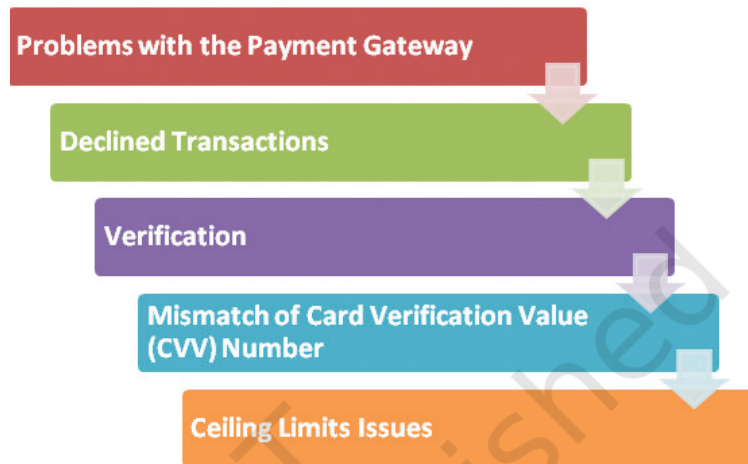 Problems with the Payment Gateway
Declined Transactions
Verification
Mismatch of Card Verification Value
(CVV) Number
Ceiling Limits Issues